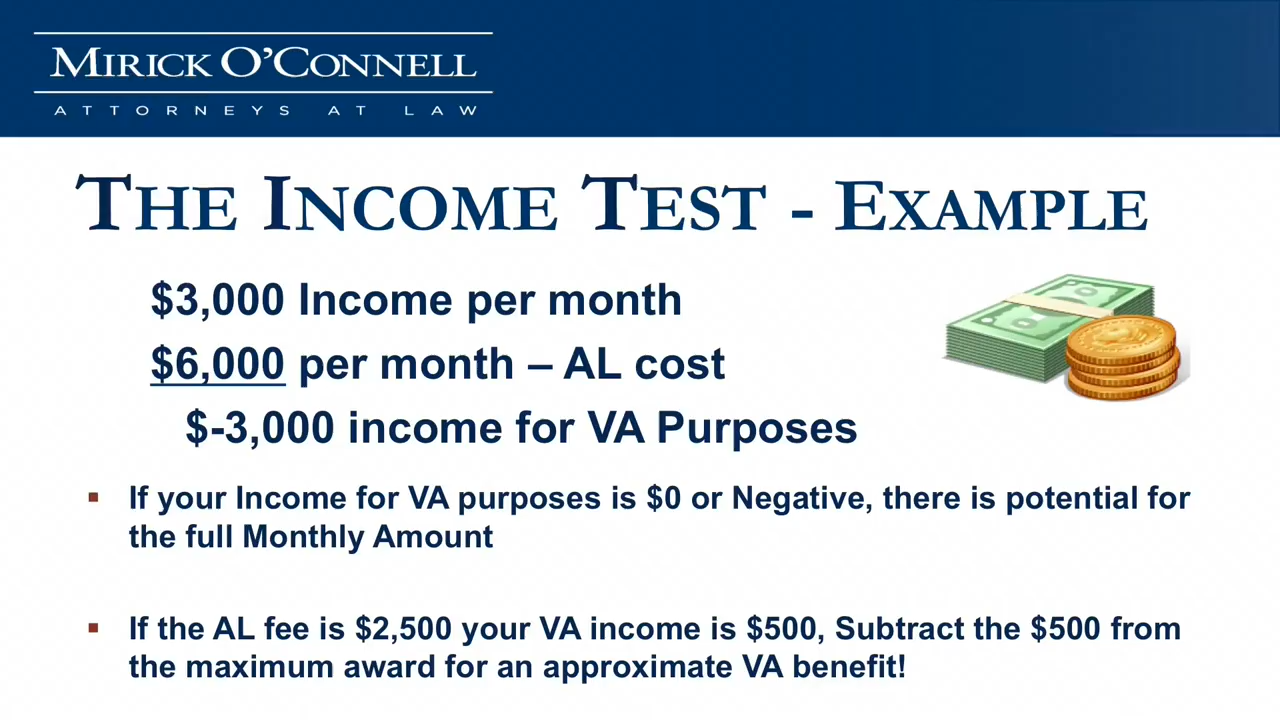 MIRICK O'CONNELL
ATTORNEYS AT LAW
THE INCOME TEST - EXAMPLE
$3,000 Income per month
$6,000 per month – AL cost
$-3,000 income for VA Purposes
▪ If your Income for VA purposes is $0 or Negative, there is potential for
the full Monthly Amount
▪ If the AL fee is $2,500 your VA income is $500, Subtract the $500 from
the maximum award for an approximate VA benefit!